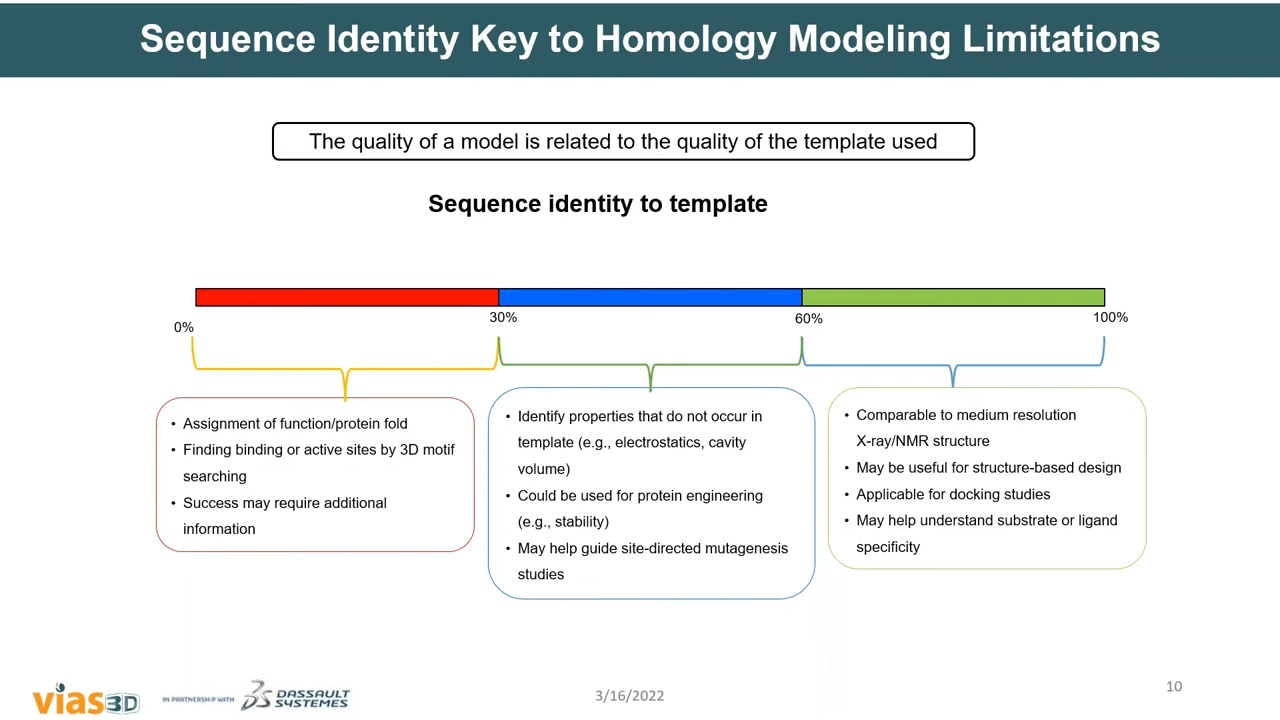 Sequence Identity Key to Homology Modeling Limitations
The quality of a model is related to the quality of the template used
Sequence identity to template
0%
30%
60%
100%
• Assignment of function/protein fold
• Finding binding or active sites by 3D motif
searching
• Success may require additional
information
• Identify properties that do not occur in
template (e.g., electrostatics, cavity
volume)
• Could be used for protein engineering
(e.g., stability)
• May help guide site-directed mutagenesis
studies
• Comparable to medium resolution
X-ray/NMR structure
• May be useful for structure-based design
• Applicable for docking studies
• May help understand substrate or ligand
specificity
vias3D
IN PARTNERSHIP WITH
DASSAULT
SYSTEMES
3/16/2022
10